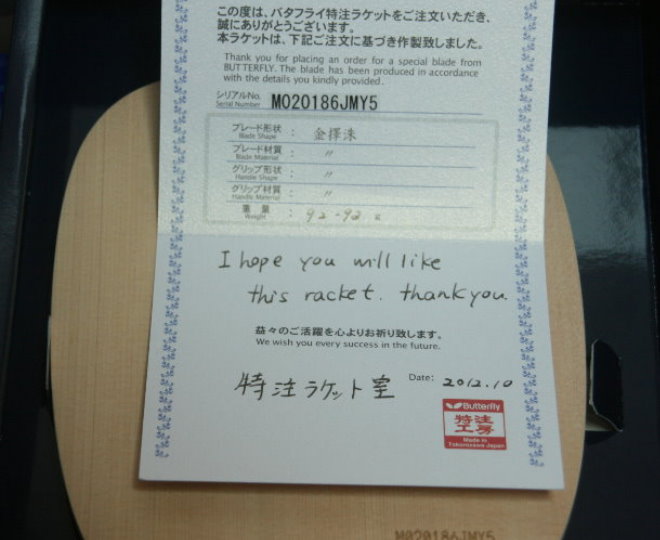 この度は、バタフライ特注ラケットをご注文いただき、
誠にありがとうございます。
本ラケットは、下記ご注文に基づき作製致しました。
Thank you for placing an order for a special blade from
BUTTERFLY. The blade has been produced in accordance
with the details you kindly provided.
シリアルNo.
Serial Number
M020186JMY5
ブレード形状 : 金擇洙
Blade Shape
ブレード材質 : 〃
Blade Material
グリップ形状 : 〃
Handle Shape
グリップ材質 : 〃
Handle Material
重量 : 92-92 g
Weight
I hope you will like
this racket. thank you.
益々のご活躍を心よりお祈り致します。
We wish you every success in the future.
特注ラケット室
Date: 2012.10
Butterfly
特注
工房
Made in
Tokorozawa Japan
M020186JMY5